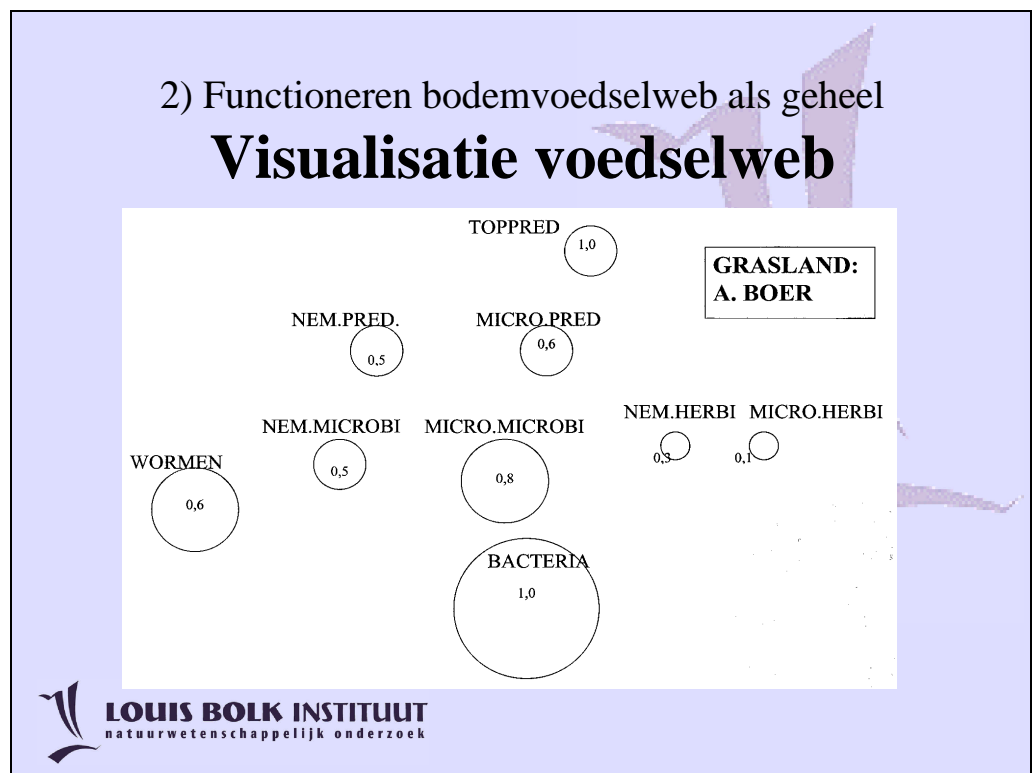 2) Functioneren bodemvoedselweb als geheel
Visualisatie voedselweb
TOPPRED
1,0
GRASLAND:
A. BOER
NEM.PRED.
MICRO.PRED
0,5
0,6
NEM.HERBI
MICRO.HERBI
0,3
0,1
NEM.MICROBI
MICRO.MICROBI
0,5
0,8
WORMEN
0,6
BACTERIA
1,0
LOUIS BOLK INSTITUUT
natuurwetenschappelijk onderzoek